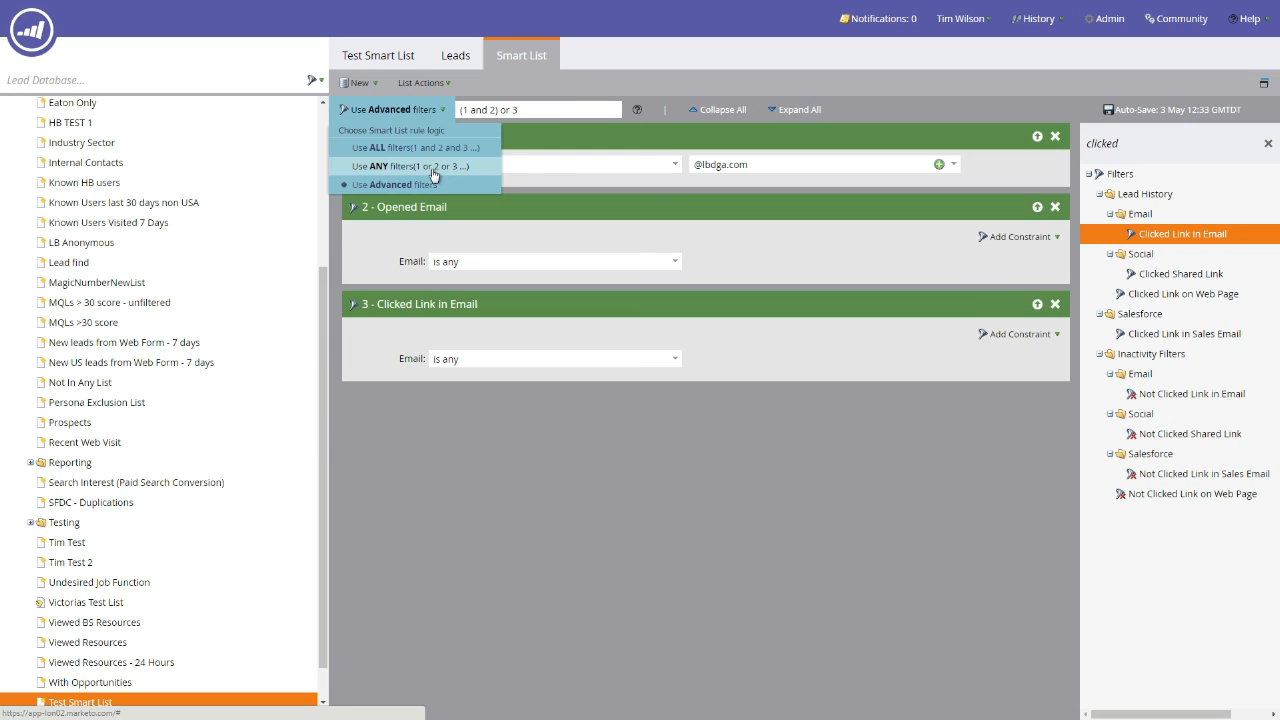 Notifications: 0
Tim Wilson
History
Admin
Community
Help
Lead Database...
Test Smart List
Leads
Smart List
New
List Actions
Eaton Only
HB TEST 1
Industry Sector
Internal Contacts
Known HB users
Known Users last 30 days non USA
Known Users Visited 7 Days
LB Anonymous
Lead find
MagicNumberNewList
MQLs > 30 score - unfiltered
MQLs >30 score
New leads from Web Form - 7 days
New US leads from Web Form - 7 days
Not In Any List
Persona Exclusion List
Prospects
Recent Web Visit
Reporting
Search Interest (Paid Search Conversion)
SFDC - Duplications
Testing
Tim Test
Tim Test 2
Undesired Job Function
Victorias Test List
Viewed BS Resources
Viewed Resources
Viewed Resources - 24 Hours
With Opportunities
Test Smart List
https://app-lon02.marketo.com/#
Use Advanced filters
(1 and 2) or 3
Collapse All
Expand All
Auto-Save: 3 May 12:33 GMTDT
Choose Smart List rule logic
Use ALL filters(1 and 2 and 3 ...)
Use ANY filters(1 or 2 or 3 ...)
Use Advanced filters
@lbdga.com
2 - Opened Email
Add Constraint
Email: is any
3 - Clicked Link in Email
Add Constraint
Email: is any
clicked
Filters
Lead History
Email
Clicked Link in Email
Social
Clicked Shared Link
Clicked Link on Web Page
Salesforce
Clicked Link in Sales Email
Inactivity Filters
Email
Not Clicked Link in Email
Social
Not Clicked Shared Link
Salesforce
Not Clicked Link in Sales Email
Not Clicked Link on Web Page